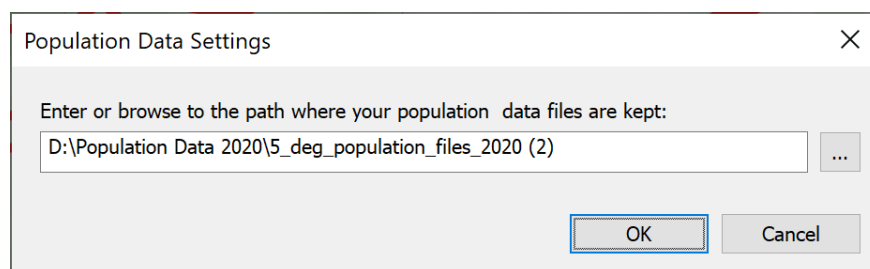 Population Data Settings
Enter or browse to the path where your population  data files are kept:
D:\Population Data 2020\5_deg_population_files_2020 (2)
...
OK
Cancel